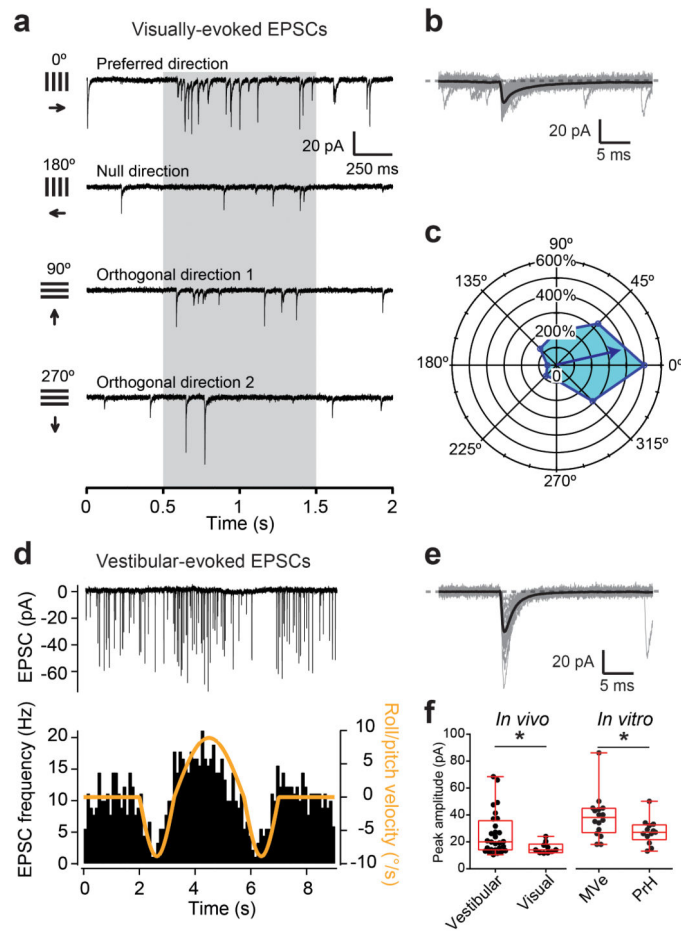 a
Visually-evoked EPSCs
0º
Preferred direction
20 pA
250 ms
180º
Null direction
90º
Orthogonal direction 1
270º
Orthogonal direction 2
0 0.5 1 1.5 2
Time (s)
b
20 pA
5 ms
c
90º
600%
135º
45º
400%
200%
180º
0
0º
225º
315º
270º
d
Vestibular-evoked EPSCs
EPSC (pA)
0
-20
-40
-60
EPSC frequency (Hz)
20
15
10
5
0
Roll/pitch velocity (°/s)
10
5
0
-5
-10
0 2 4 6 8
Time (s)
e
20 pA
5 ms
f
In vivo
In vitro
*
*
Peak amplitude (pA)
100
80
60
40
20
0
Vestibular
Visual
MVe
PrH